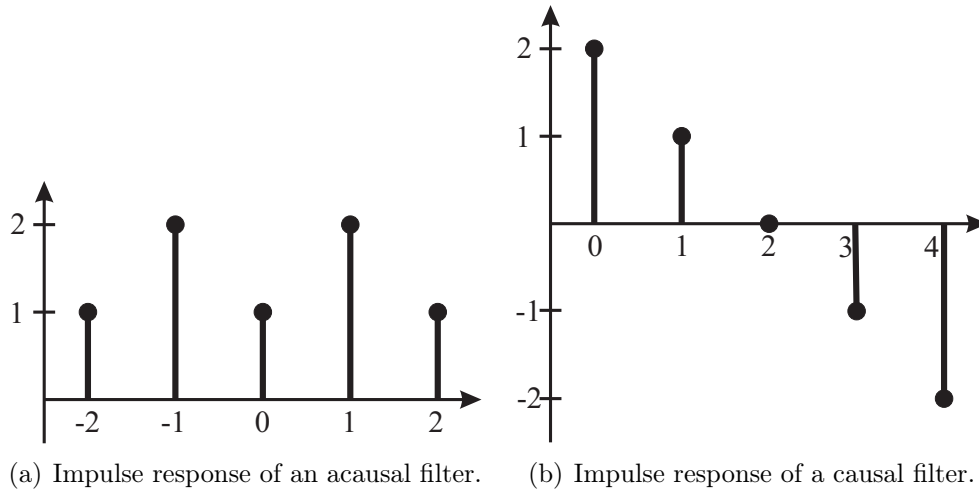 2
1
-2 -1 0 1 2
(a) Impulse response of an acausal filter.
2
1
0 1 2 3 4
-1
-2
(b) Impulse response of a causal filter.